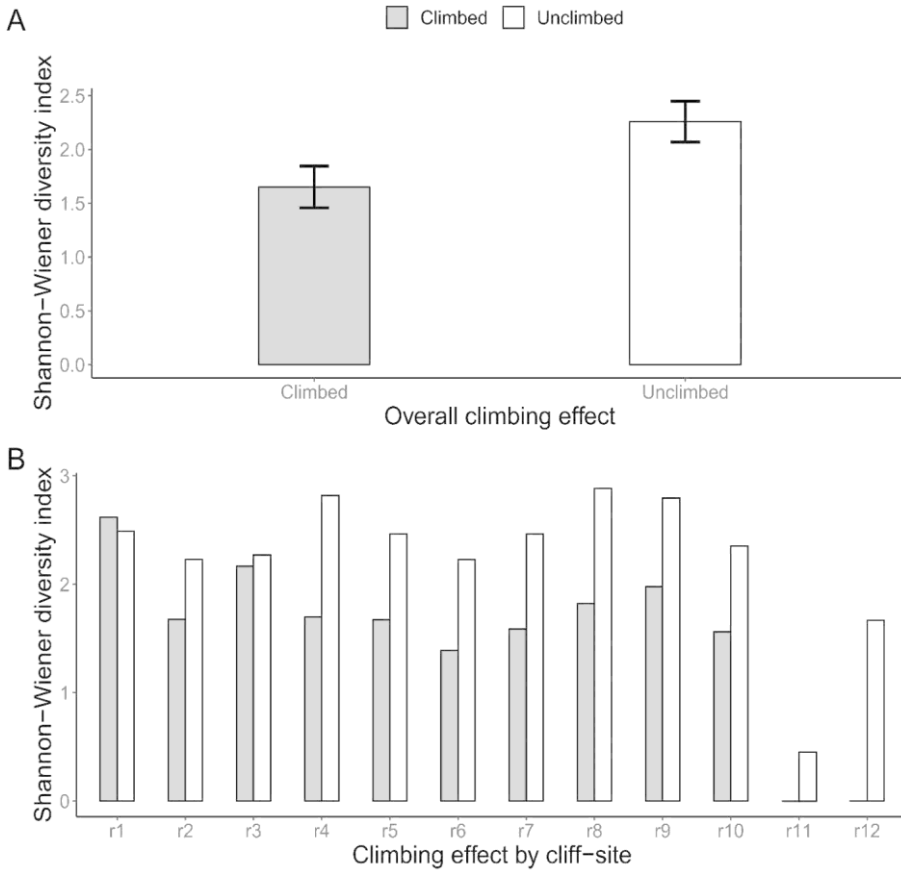 A
Climbed Unclimbed
Shannon−Wiener diversity index
2.5
2.0
1.5
1.0
0.5
0.0
Climbed Unclimbed
Overall climbing effect
B
Shannon−Wiener diversity index
3
2
1
0
r1 r2 r3 r4 r5 r6 r7 r8 r9 r10 r11 r12
Climbing effect by cliff−site